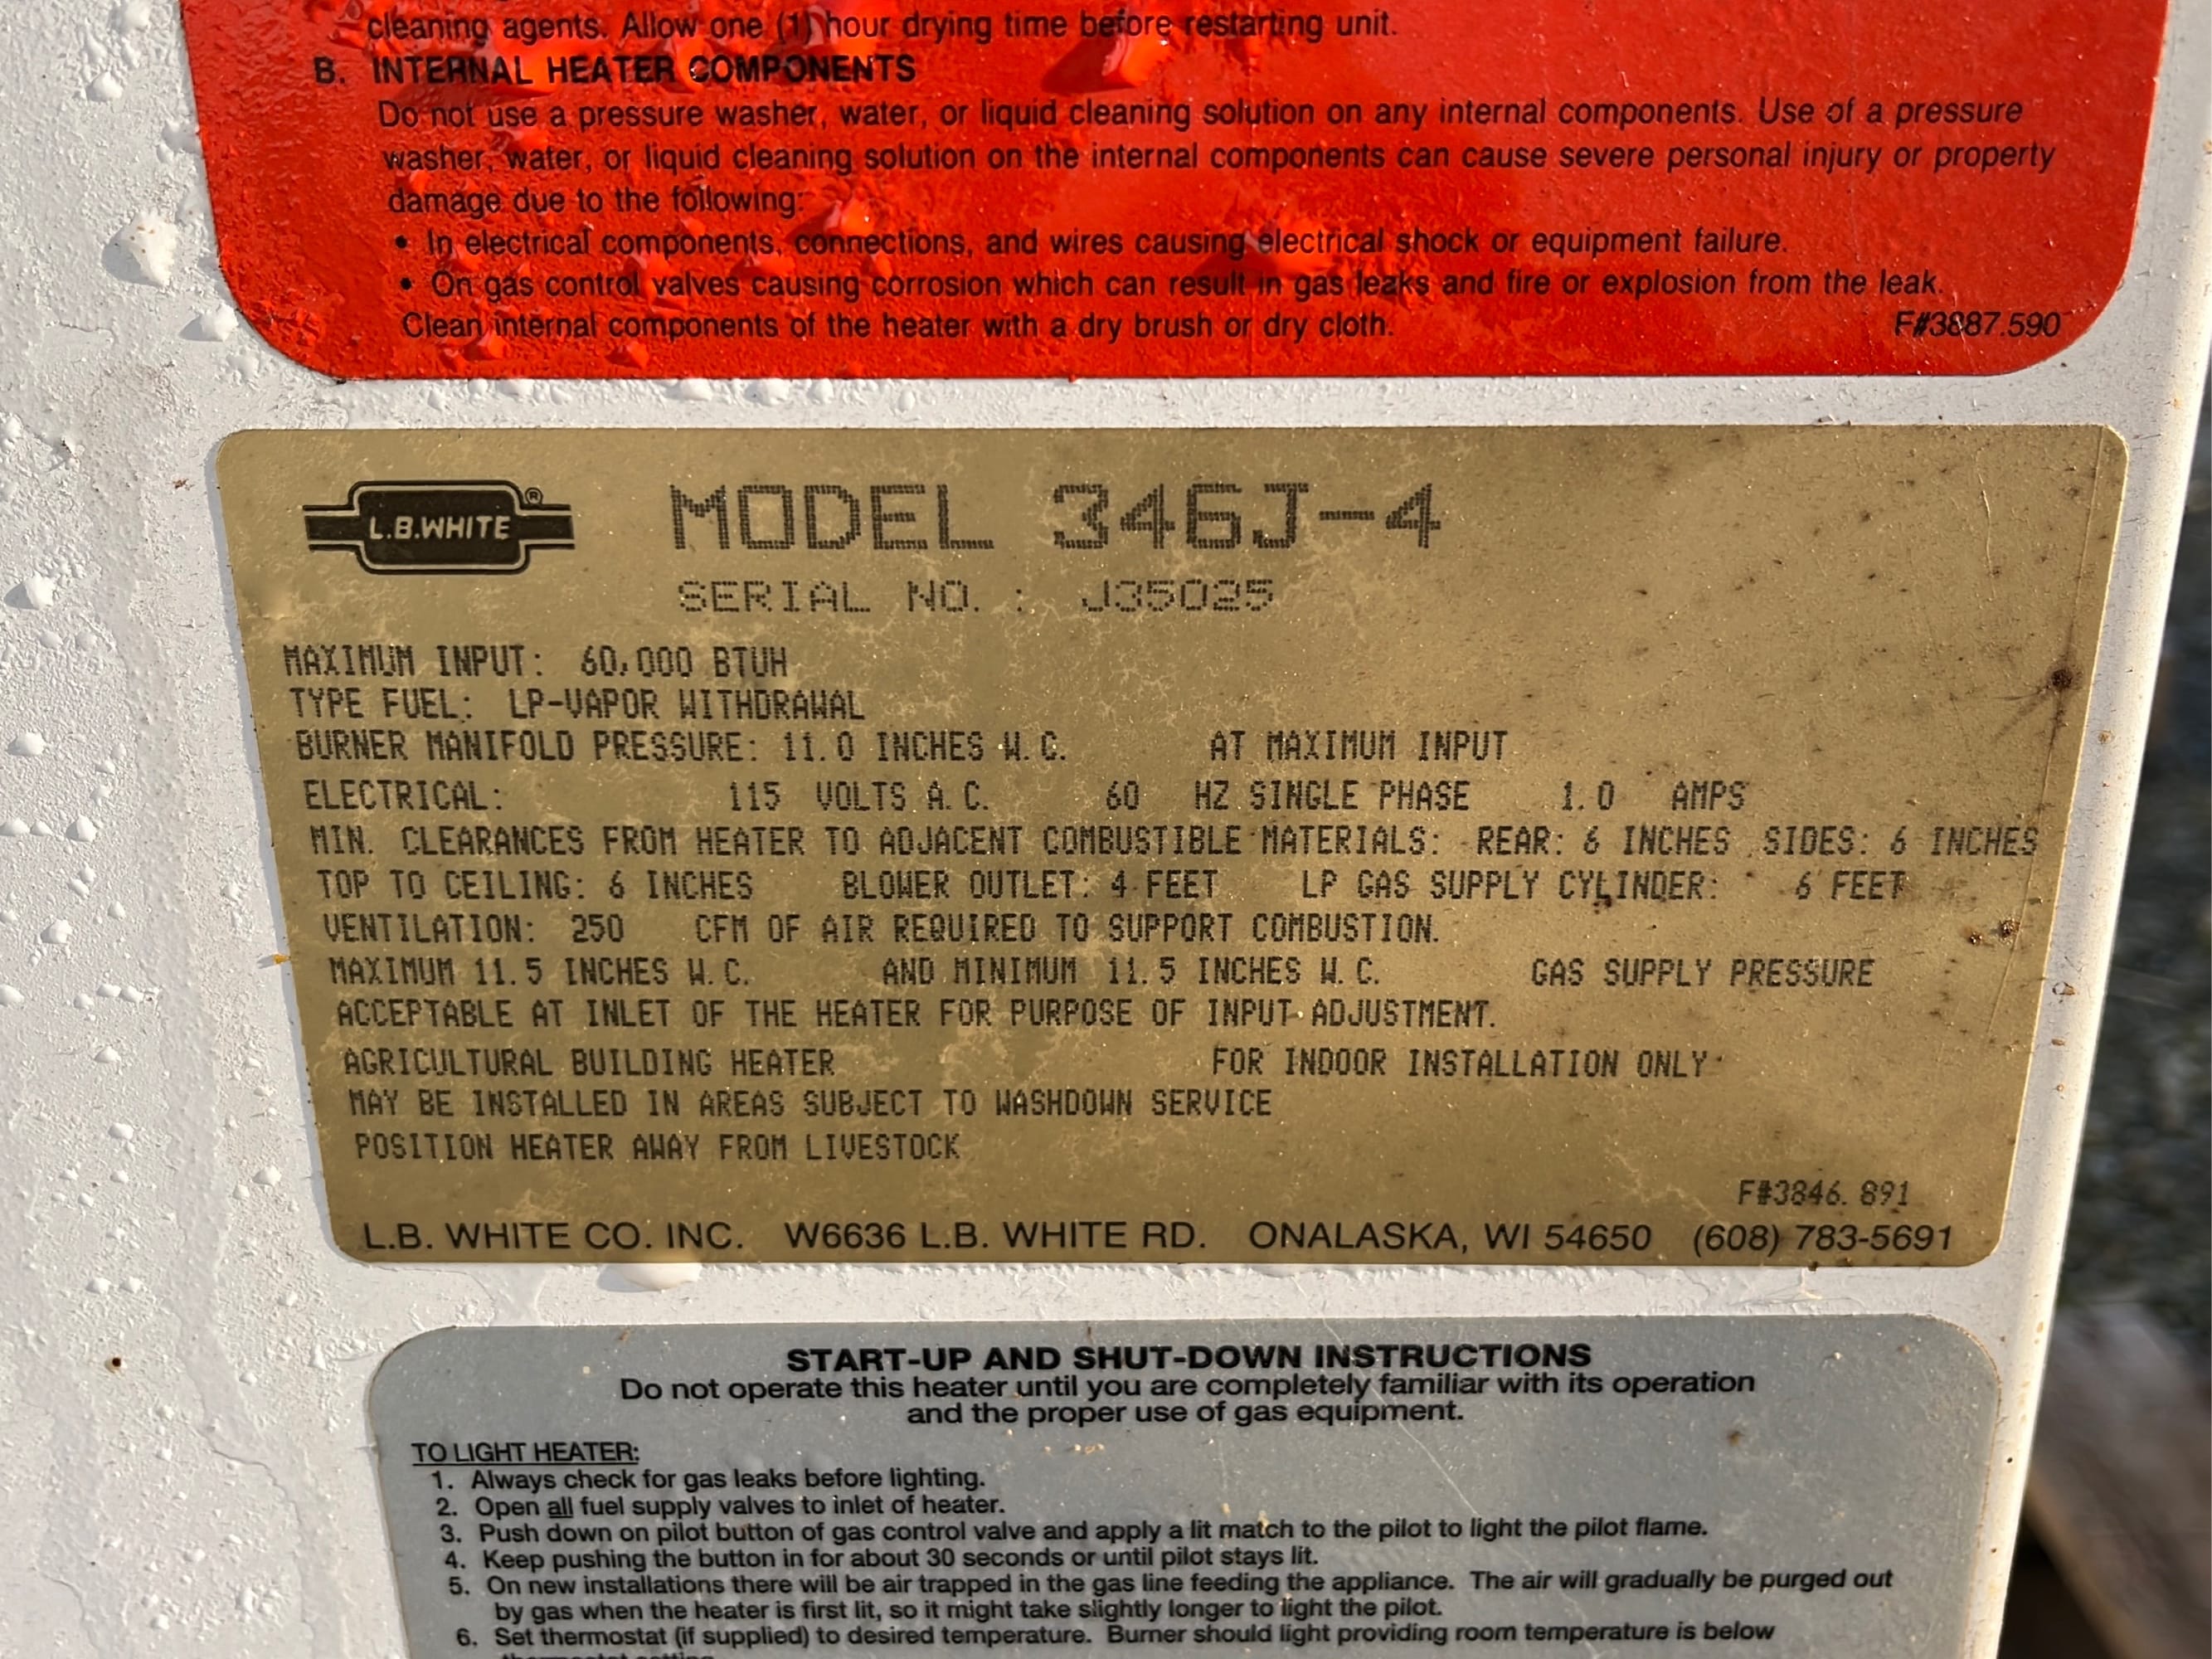 cleaning agents. Allow one (1) hour drying time before restarting unit.
B. INTERNAL HEATER COMPONENTS
Do not use a pressure washer, water, or liquid cleaning solution on any internal components. Use of a pressure
washer, water, or liquid cleaning solution on the internal components can cause severe personal injury or property
damage due to the following:
• In electrical components, connections, and wires causing electrical shock or equipment failure.
• On gas control valves causing corrosion which can result in gas leaks and fire or explosion from the leak.
Clean internal components of the heater with a dry brush or dry cloth. F#3887.590
L.B.WHITE ® MODEL 346J-4
SERIAL NO.: J35025
MAXIMUM INPUT: 60,000 BTUH
TYPE FUEL: LP-VAPOR WITHDRAWAL
BURNER MANIFOLD PRESSURE: 11.0 INCHES W.C. AT MAXIMUM INPUT
ELECTRICAL: 115 VOLTS A.C. 60 HZ SINGLE PHASE 1.0 AMPS
MIN. CLEARANCES FROM HEATER TO ADJACENT COMBUSTIBLE MATERIALS: REAR: 6 INCHES SIDES: 6 INCHES
TOP TO CEILING: 6 INCHES BLOWER OUTLET: 4 FEET LP GAS SUPPLY CYLINDER: 6 FEET
VENTILATION: 250 CFM OF AIR REQUIRED TO SUPPORT COMBUSTION.
MAXIMUM 11.5 INCHES W.C. AND MINIMUM 11.5 INCHES W.C. GAS SUPPLY PRESSURE
ACCEPTABLE AT INLET OF THE HEATER FOR PURPOSE OF INPUT ADJUSTMENT.
AGRICULTURAL BUILDING HEATER FOR INDOOR INSTALLATION ONLY
MAY BE INSTALLED IN AREAS SUBJECT TO WASHDOWN SERVICE
POSITION HEATER AWAY FROM LIVESTOCK
F#3846.891
L.B. WHITE CO. INC. W6636 L.B. WHITE RD. ONALASKA, WI 54650 (608) 783-5691
START-UP AND SHUT-DOWN INSTRUCTIONS
Do not operate this heater until you are completely familiar with its operation
and the proper use of gas equipment.
TO LIGHT HEATER:
1. Always check for gas leaks before lighting.
2. Open all fuel supply valves to inlet of heater.
3. Push down on pilot button of gas control valve and apply a lit match to the pilot to light the pilot flame.
4. Keep pushing the button in for about 30 seconds or until pilot stays lit.
5. On new installations there will be air trapped in the gas line feeding the appliance. The air will gradually be purged out
by gas when the heater is first lit, so it might take slightly longer to light the pilot.
6. Set thermostat (if supplied) to desired temperature. Burner should light providing room temperature is below